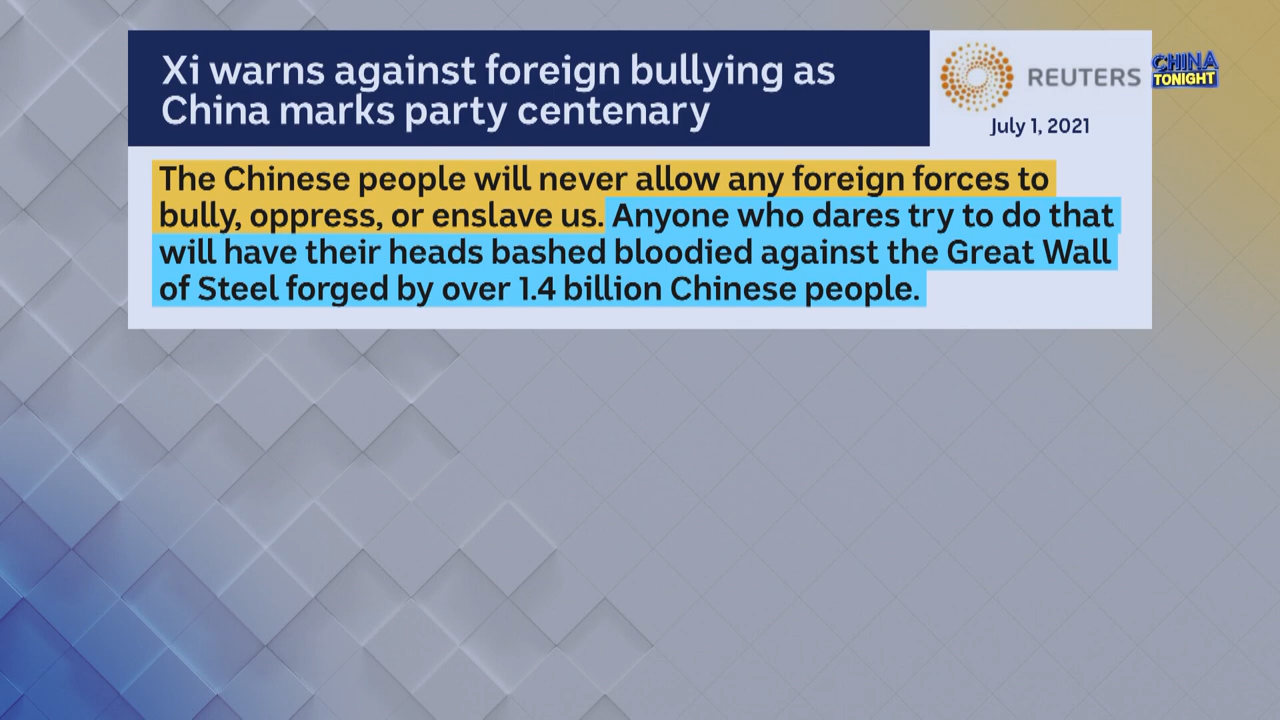 Xi warns against foreign bullying as
China marks party centenary
REUTERS
July 1, 2021
CHINA
TONIGHT
The Chinese people will never allow any foreign forces to
bully, oppress, or enslave us. Anyone who dares try to do that
will have their heads bashed bloodied against the Great Wall
of Steel forged by over 1.4 billion Chinese people.